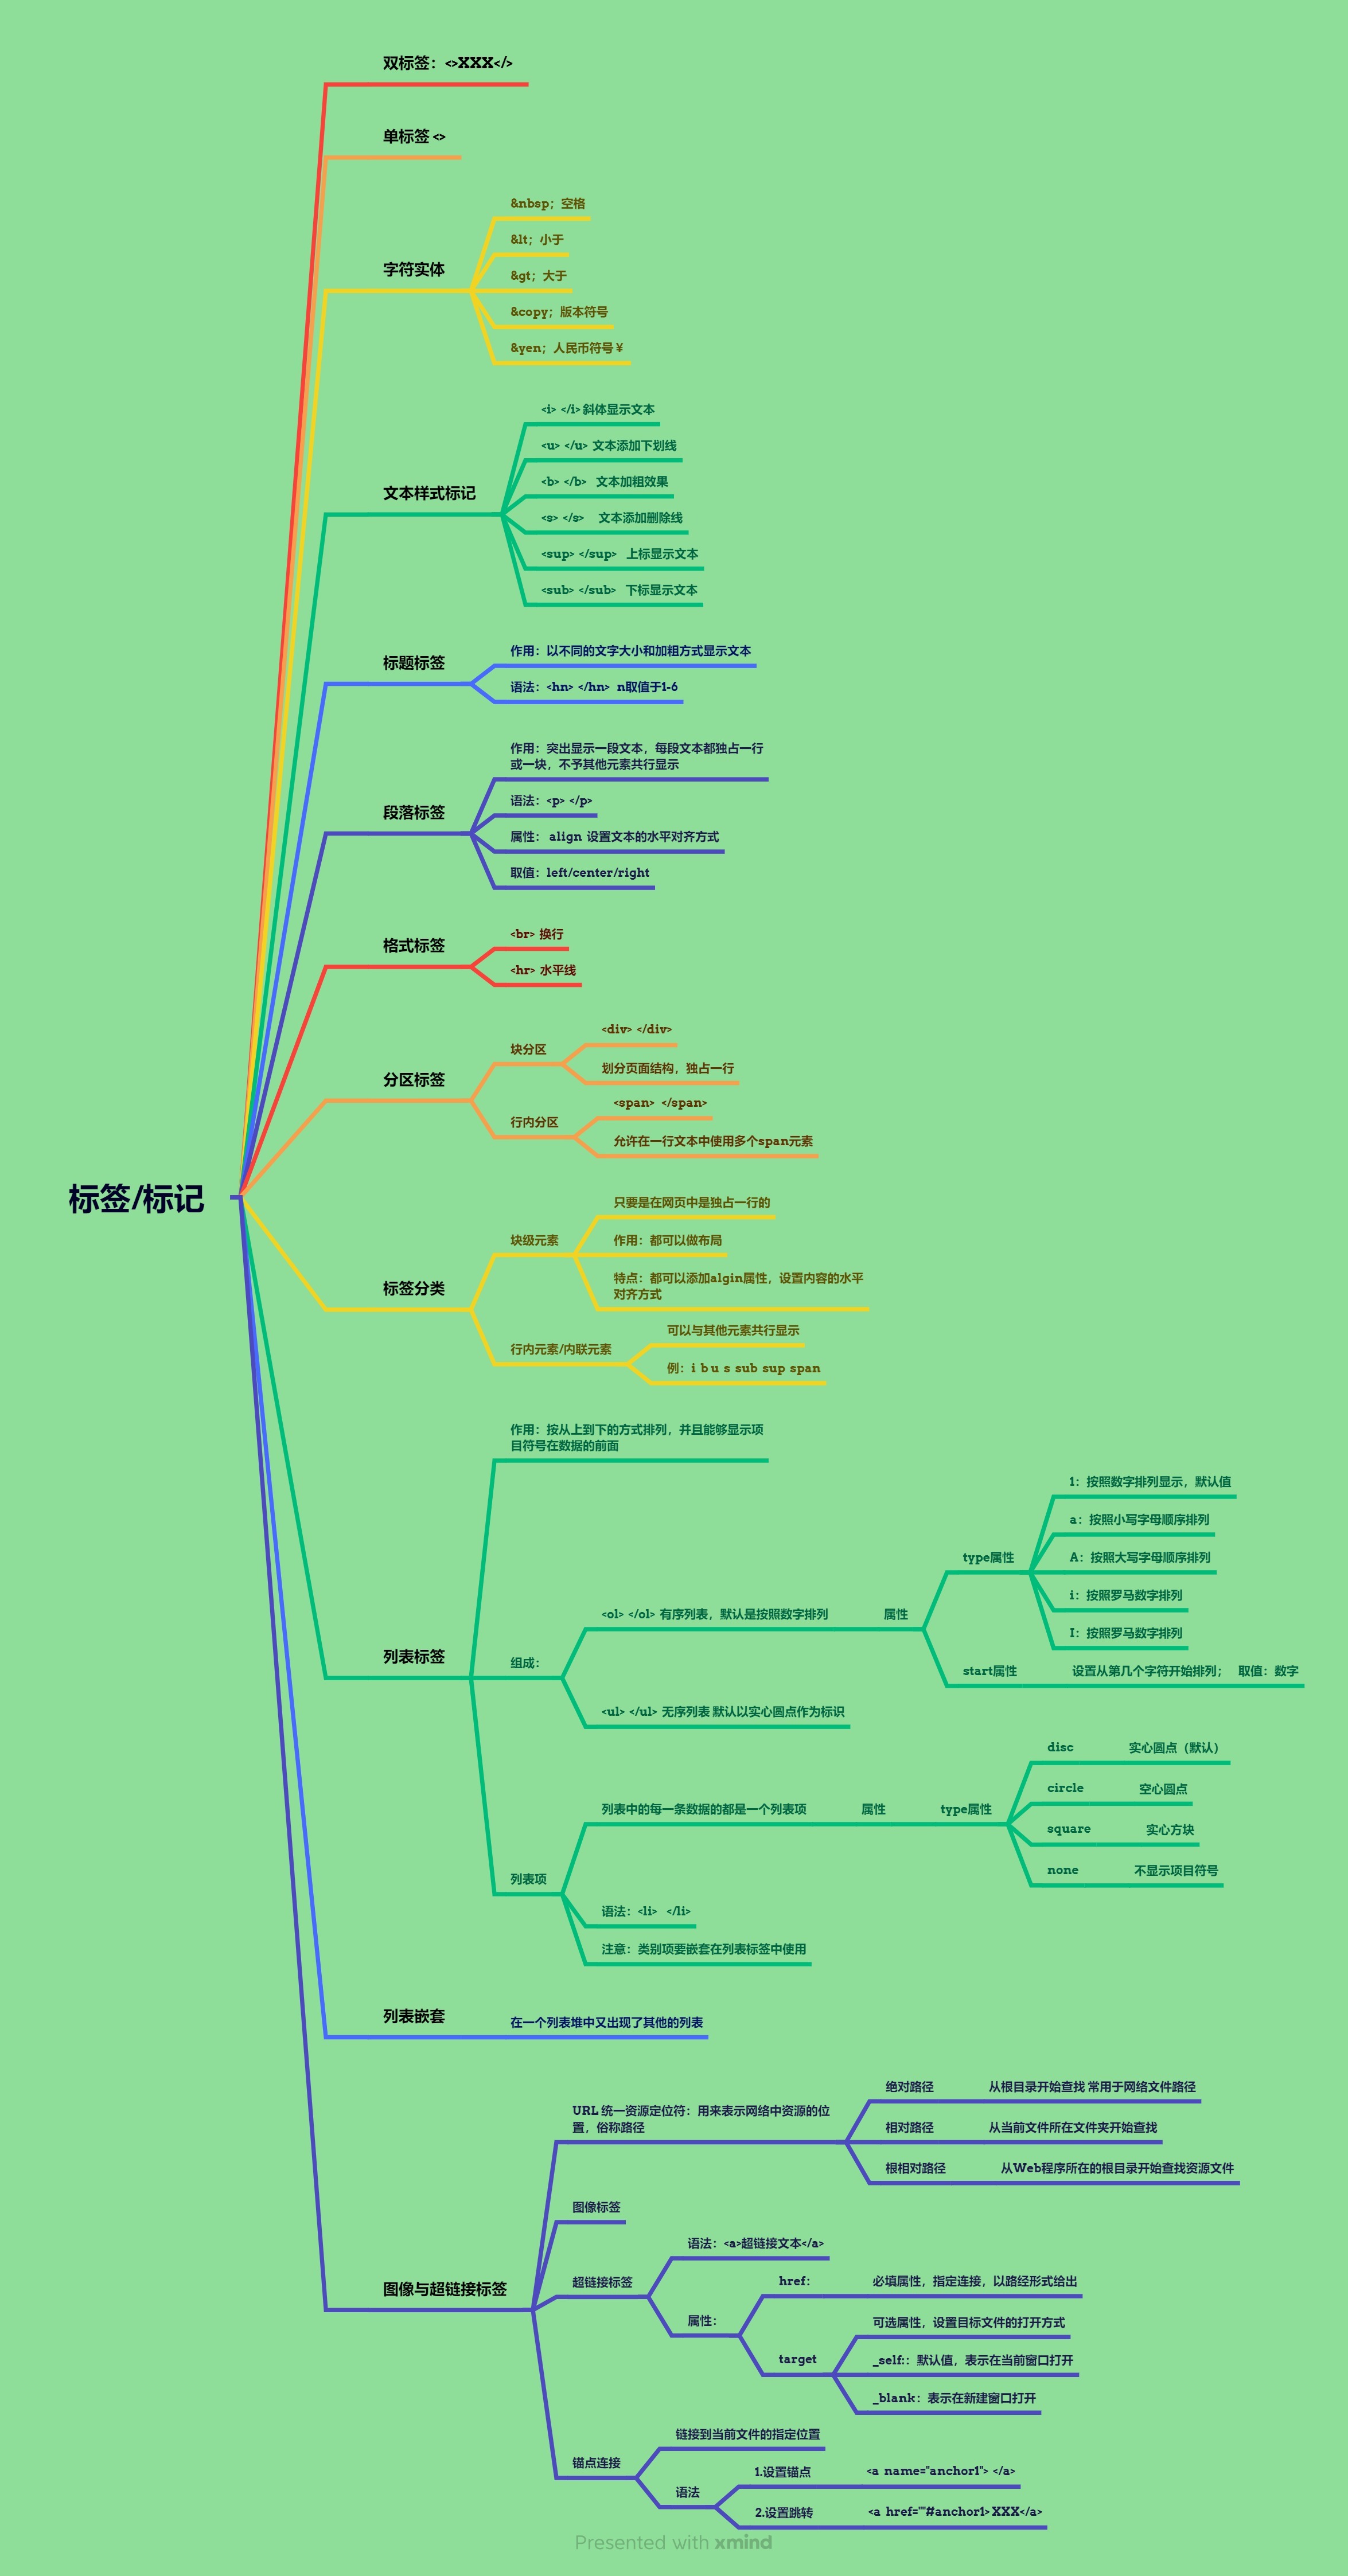 双标签：<>XXX</>
单标签 <>
字符实体
&nbsp；空格
&lt；小于
&gt；大于
&copy；版本符号
&yen；人民币符号 ¥
文本样式标记
<i> </i> 斜体显示文本
<u> </u> 文本添加下划线
<b> </b> 文本加粗效果
<s> </s> 文本添加删除线
<sup> </sup> 上标显示文本
<sub> </sub> 下标显示文本
标题标签
作用：以不同的文字大小和加粗方式显示文本
语法：<hn> </hn> n取值于1-6
段落标签
作用：突出显示一段文本，每段文本都独占一行
或一块，不予其他元素共行显示
语法：<p> </p>
属性： align 设置文本的水平对齐方式
取值：left/center/right
格式标签
<br> 换行
<hr> 水平线
分区标签
块分区
<div> </div>
划分页面结构，独占一行
行内分区
<span> </span>
允许在一行文本中使用多个span元素
标签/标记
标签分类
块级元素
只要是在网页中是独占一行的
作用：都可以做布局
特点：都可以添加algin属性，设置内容的水平
对齐方式
行内元素/内联元素
可以与其他元素共行显示
例：i b u s sub sup span
列表标签
作用：按从上到下的方式排列，并且能够显示项
目符号在数据的前面
组成：
<ol> </ol> 有序列表，默认是按照数字排列
属性
type属性
1：按照数字排列显示，默认值
a：按照小写字母顺序排列
A：按照大写字母顺序排列
i：按照罗马数字排列
I：按照罗马数字排列
start属性
设置从第几个字符开始排列； 取值：数字
<ul> </ul> 无序列表 默认以实心圆点作为标识
列表项
列表中的每一条数据的都是一个列表项
属性
type属性
disc
实心圆点（默认）
circle
空心圆点
square
实心方块
none
不显示项目符号
语法：<li> </li>
注意：类别项要嵌套在列表标签中使用
列表嵌套
在一个列表堆中又出现了其他的列表
图像与超链接标签
URL 统一资源定位符：用来表示网络中资源的位
置，俗称路径
绝对路径
从根目录开始查找 常用于网络文件路径
相对路径
从当前文件所在文件夹开始查找
根相对路径
从Web程序所在的根目录开始查找资源文件
图像标签
超链接标签
语法：<a>超链接文本</a>
属性：
href：
必填属性，指定连接，以路经形式给出
target
可选属性，设置目标文件的打开方式
_self:：默认值，表示在当前窗口打开
_blank：表示在新建窗口打开
锚点连接
链接到当前文件的指定位置
语法
1.设置锚点
<a name="anchor1"> </a>
2.设置跳转
<a href=""#anchor1> XXX</a>
Presented with xmind